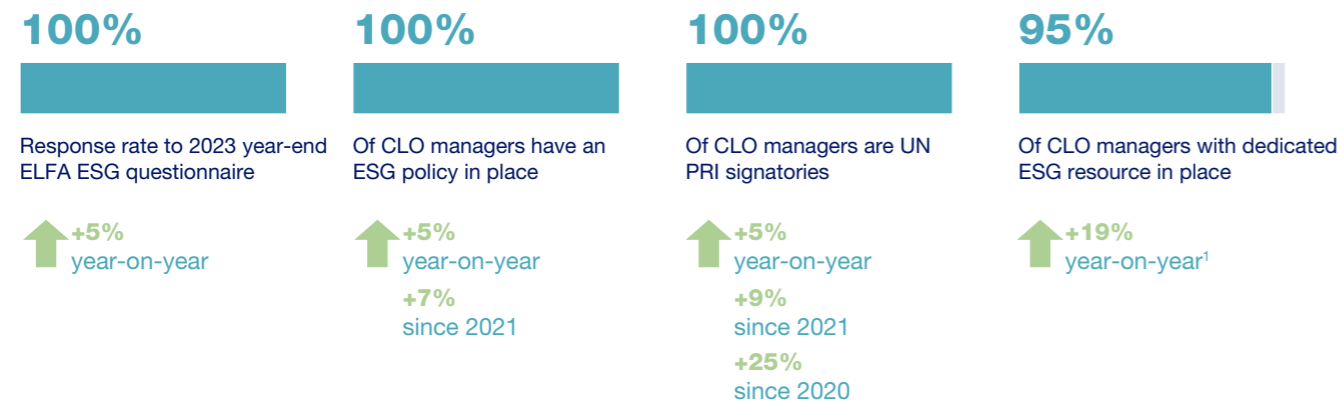 100%
Response rate to 2023 year-end
ELFA ESG questionnaire
+5%
year-on-year
100%
Of CLO managers have an
ESG policy in place
+5%
year-on-year
+7%
since 2021
100%
Of CLO managers are UN
PRI signatories
+5%
year-on-year
+9%
since 2021
+25%
since 2020
95%
Of CLO managers with dedicated
ESG resource in place
+19%
year-on-year¹